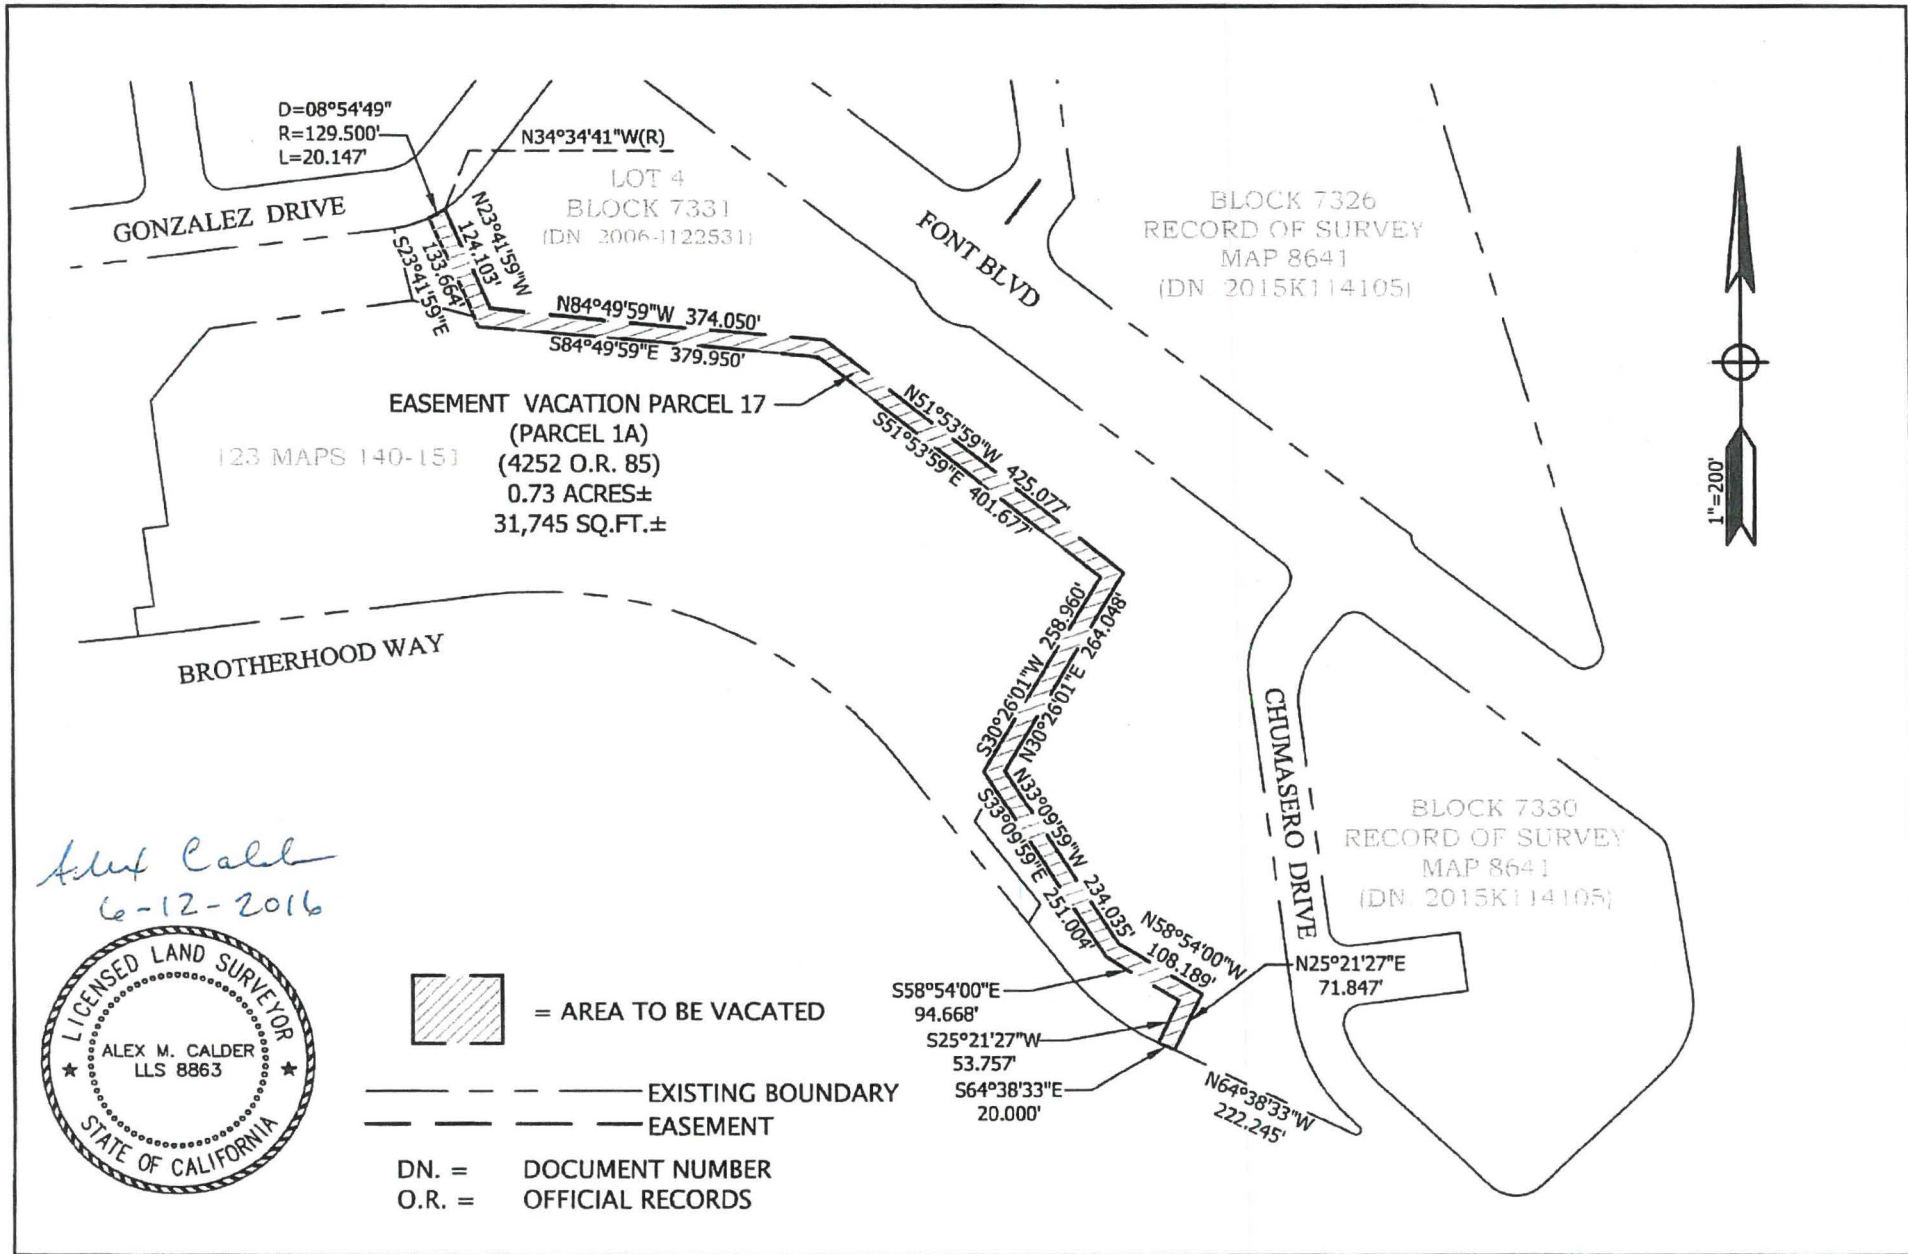 D=08°54'49"
R=129.500'
L=20.147'
N34°34'41"W(R)
LOT 4
BLOCK 7331
(DN 2006-I122531)
GONZALEZ DRIVE
N23°41'59"W
124.103'
133.664'
S23°41'59"E
FONT BLVD
BLOCK 7326
RECORD OF SURVEY
MAP 8641
(DN 2015K114105)
N84°49'59"W 374.050'
S84°49'59"E 379.950'
EASEMENT VACATION PARCEL 17
(PARCEL 1A)
(4252 O.R. 85)
0.73 ACRES±
31,745 SQ.FT.±
123 MAPS 140-151
N51°53'59"W 425.077'
S51°53'59"E 401.677'
1"=200'
BROTHERHOOD WAY
S30°26'01"W 258.960'
N30°26'01"E 264.048'
CHUMASERO DRIVE
N33°09'59"W 234.035'
S33°09'59"E 251.004'
BLOCK 7330
RECORD OF SURVEY
MAP 8641
(DN 2015K114105)
N58°54'00"W
108.189'
N25°21'27"E
71.847'
S58°54'00"E
94.668'
S25°21'27"W
53.757'
S64°38'33"E
20.000'
N64°38'33"W
222.245'
Alex Calder
6-12-2016
LICENSED LAND SURVEYOR
ALEX M. CALDER
LLS 8863
STATE OF CALIFORNIA
= AREA TO BE VACATED
EXISTING BOUNDARY
EASEMENT
DN. = DOCUMENT NUMBER
O.R. = OFFICIAL RECORDS